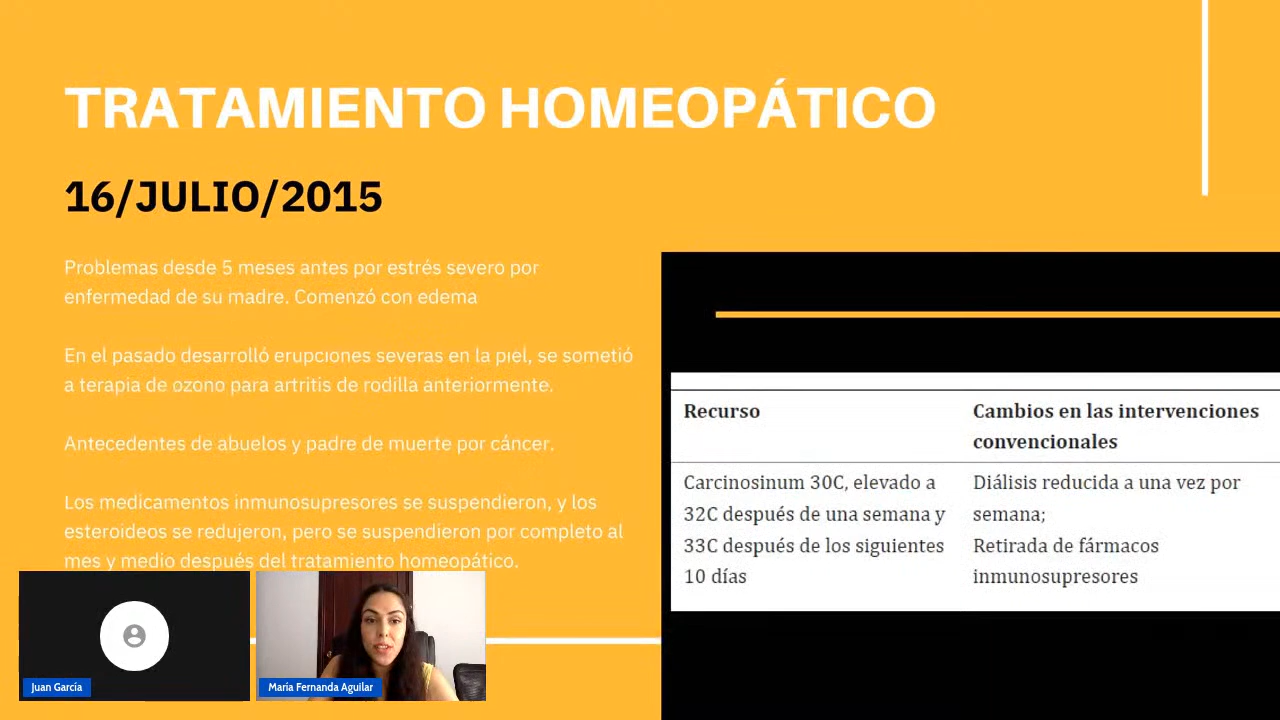 TRATAMIENTO HOMEOPÁTICO
16/JULIO/2015
Problemas desde 5 meses antes por estrés severo por
enfermedad de su madre. Comenzó con edema
En el pasado desarrolló erupciones severas en la piel, se sometió
a terapia de ozono para artritis de rodilla anteriormente.
Antecedentes de abuelos y padre de muerte por cáncer.
Los medicamentos inmunosupresores se suspendieron, y los
esteroideos se redujeron, pero se suspendieron por completo al
mes y medio después del tratamiento homeopático.
Recurso
Cambios en las intervenciones
convencionales
Carcinosinum 30C, elevado a
32C después de una semana y
33C después de los siguientes
10 días
Diálisis reducida a una vez por
semana;
Retirada de fármacos
inmunosupresores
Juan García
María Fernanda Aguilar